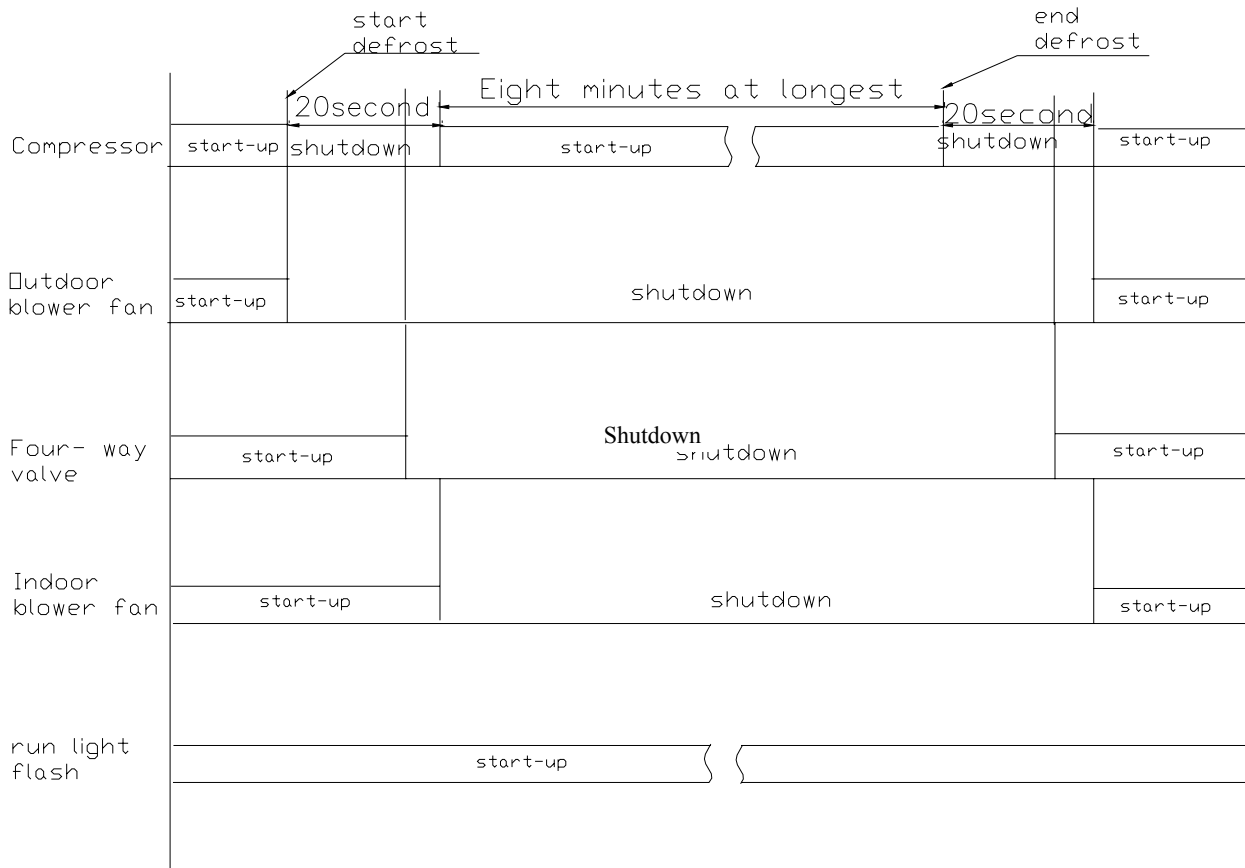 start
defrost
end
defrost
Eight minutes at longest
20second
20second
Compressor
start-up
shutdown
start-up
shutdown
start-up
Outdoor
blower fan
start-up
shutdown
start-up
Four- way
valve
start-up
Shutdown
shutdown
start-up
Indoor
blower fan
start-up
shutdown
start-up
run light
flash
start-up